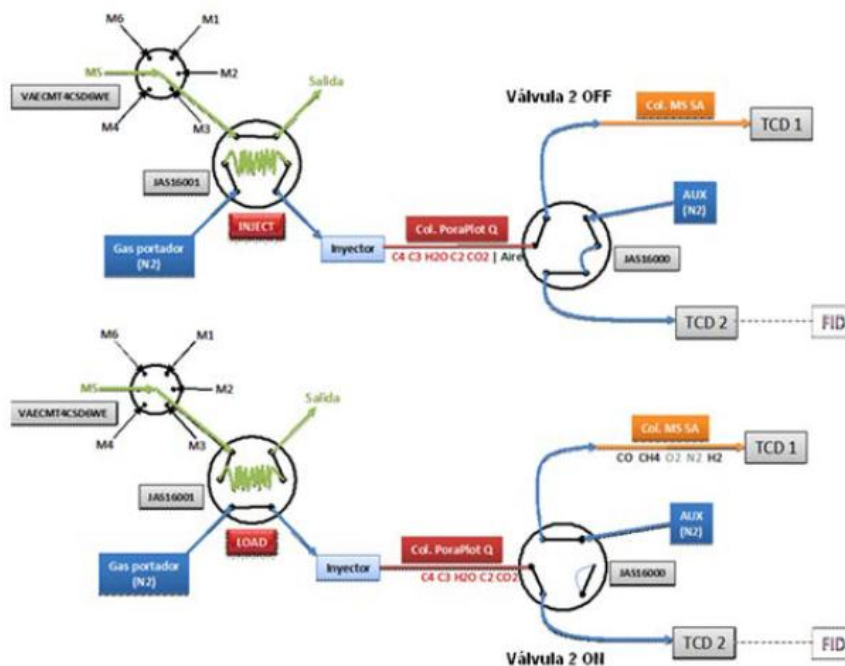 M6
M1
M5
M2
VAECMT4CSD6WE
M4
M3
Salida
JAS16001
INJECT
Gas portador
(N2)
Inyector
Col. PoraPlot Q
C4 C3 H2O C2 CO2 | Aire
Válvula 2 OFF
Col. MS 5A
TCD 1
AUX
(N2)
JAS16000
TCD 2
FID
M6
M1
M5
M2
VAECMT4CSD6WE
M4
M3
Salida
JAS16001
LOAD
Gas portador
(N2)
Inyector
Col. PoraPlot Q
C4 C3 H2O C2 CO2
Col. MS 5A
TCD 1
CO CH4 O2 N2 H2
AUX
(N2)
JAS16000
TCD 2
FID
Válvula 2 ON